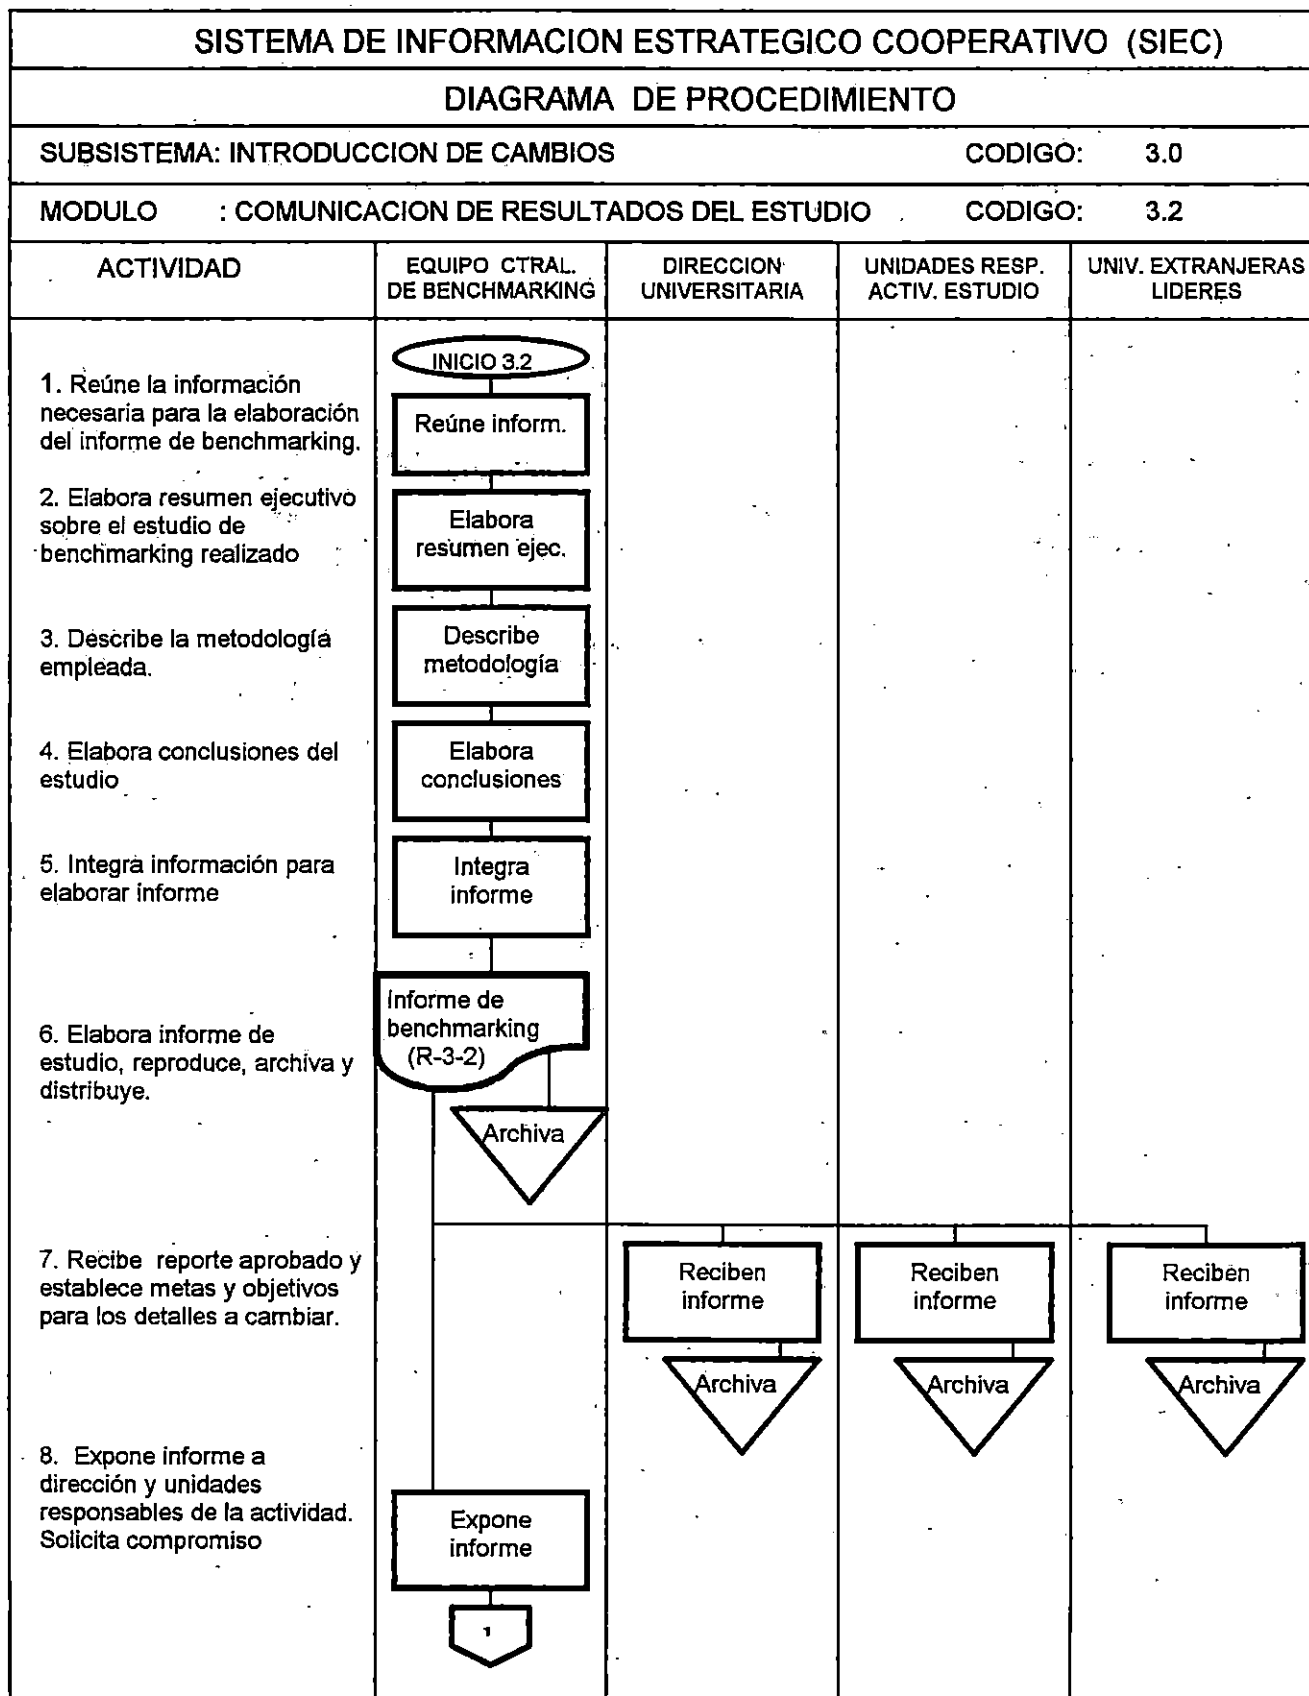 SISTEMA DE INFORMACION ESTRATEGICO COOPERATIVO (SIEC)
DIAGRAMA DE PROCEDIMIENTO
SUBSISTEMA: INTRODUCCION DE CAMBIOS CODIGO: 3.0
MODULO : COMUNICACION DE RESULTADOS DEL ESTUDIO CODIGO: 3.2
ACTIVIDAD
EQUIPO CTRAL.
DE BENCHMARKING
DIRECCION
UNIVERSITARIA
UNIDADES RESP.
ACTIV. ESTUDIO
UNIV. EXTRANJERAS
LIDERES
INICIO 3.2
1. Reúne la información
necesaria para la elaboración
del informe de benchmarking.
Reúne inform.
2. Elabora resumen ejecutivo
sobre el estudio de
benchmarking realizado
Elabora
resumen ejec.
3. Describe la metodología
empleada.
Describe
metodología
4. Elabora conclusiones del
estudio
Elabora
conclusiones
5. Integra información para
elaborar informe
Integra
informe
6. Elabora informe de
estudio, reproduce, archiva y
distribuye.
Informe de
benchmarking
(R-3-2)
Archiva
7. Recibe reporte aprobado y
establece metas y objetivos
para los detalles a cambiar.
Reciben
informe
Archiva
Reciben
informe
Archiva
Reciben
informe
Archiva
8. Expone informe a
dirección y unidades
responsables de la actividad.
Solicita compromiso
Expone
informe
1